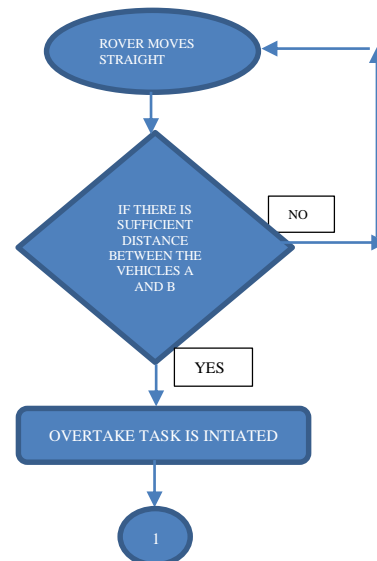 ROVER MOVES
STRAIGHT
IF THERE IS
SUFFICIENT
DISTANCE
BETWEEN THE
VEHICLES A
AND B
NO
YES
OVERTAKE TASK IS INTIATED
1